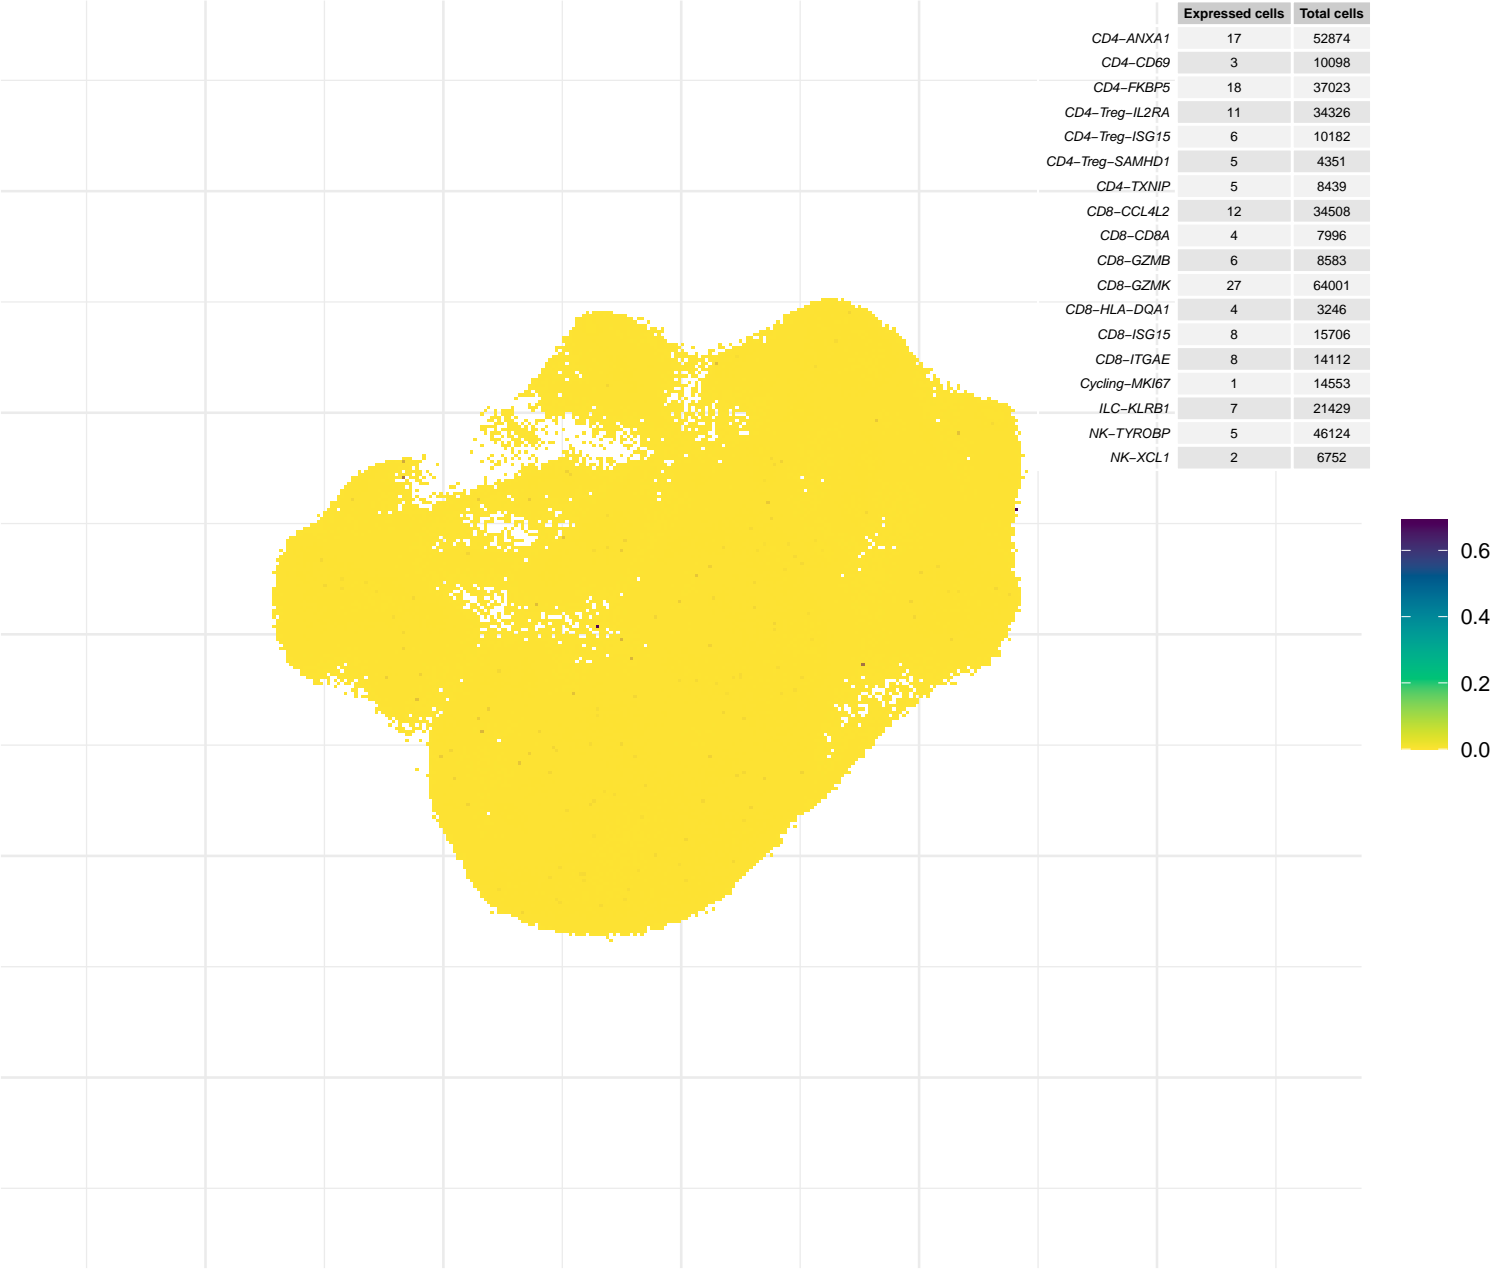 Expressed cells Total cells
CD4−ANXA1 17 52874
CD4−CD69 3 10098
CD4−FKBP5 18 37023
CD4−Treg−IL2RA 11 34326
CD4−Treg−ISG15 6 10182
CD4−Treg−SAMHD1 5 4351
CD4−TXNIP 5 8439
CD8−CCL4L2 12 34508
CD8−CD8A 4 7996
CD8−GZMB 6 8583
CD8−GZMK 27 64001
CD8−HLA−DQA1 4 3246
CD8−ISG15 8 15706
CD8−ITGAE 8 14112
Cycling−MKI67 1 14553
ILC−KLRB1 7 21429
NK−TYROBP 5 46124
NK−XCL1 2 6752
0.6
0.4
0.2
0.0